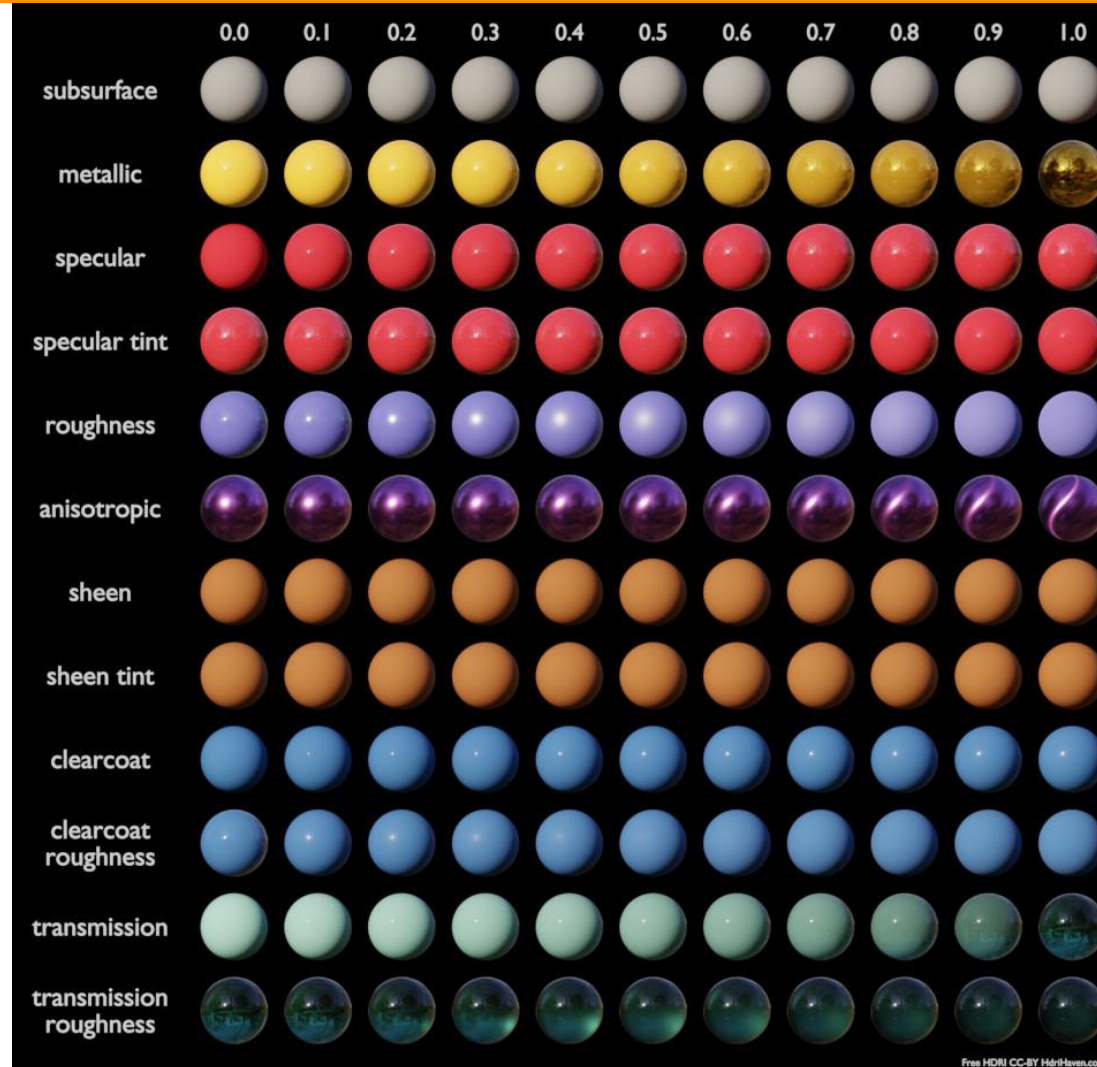 0.0 0.1 0.2 0.3 0.4 0.5 0.6 0.7 0.8 0.9 1.0
subsurface
metallic
specular
specular tint
roughness
anisotropic
sheen
sheen tint
clearcoat
clearcoat
roughness
transmission
transmission
roughness
Free HDRI CC-BY HdriHaven.co